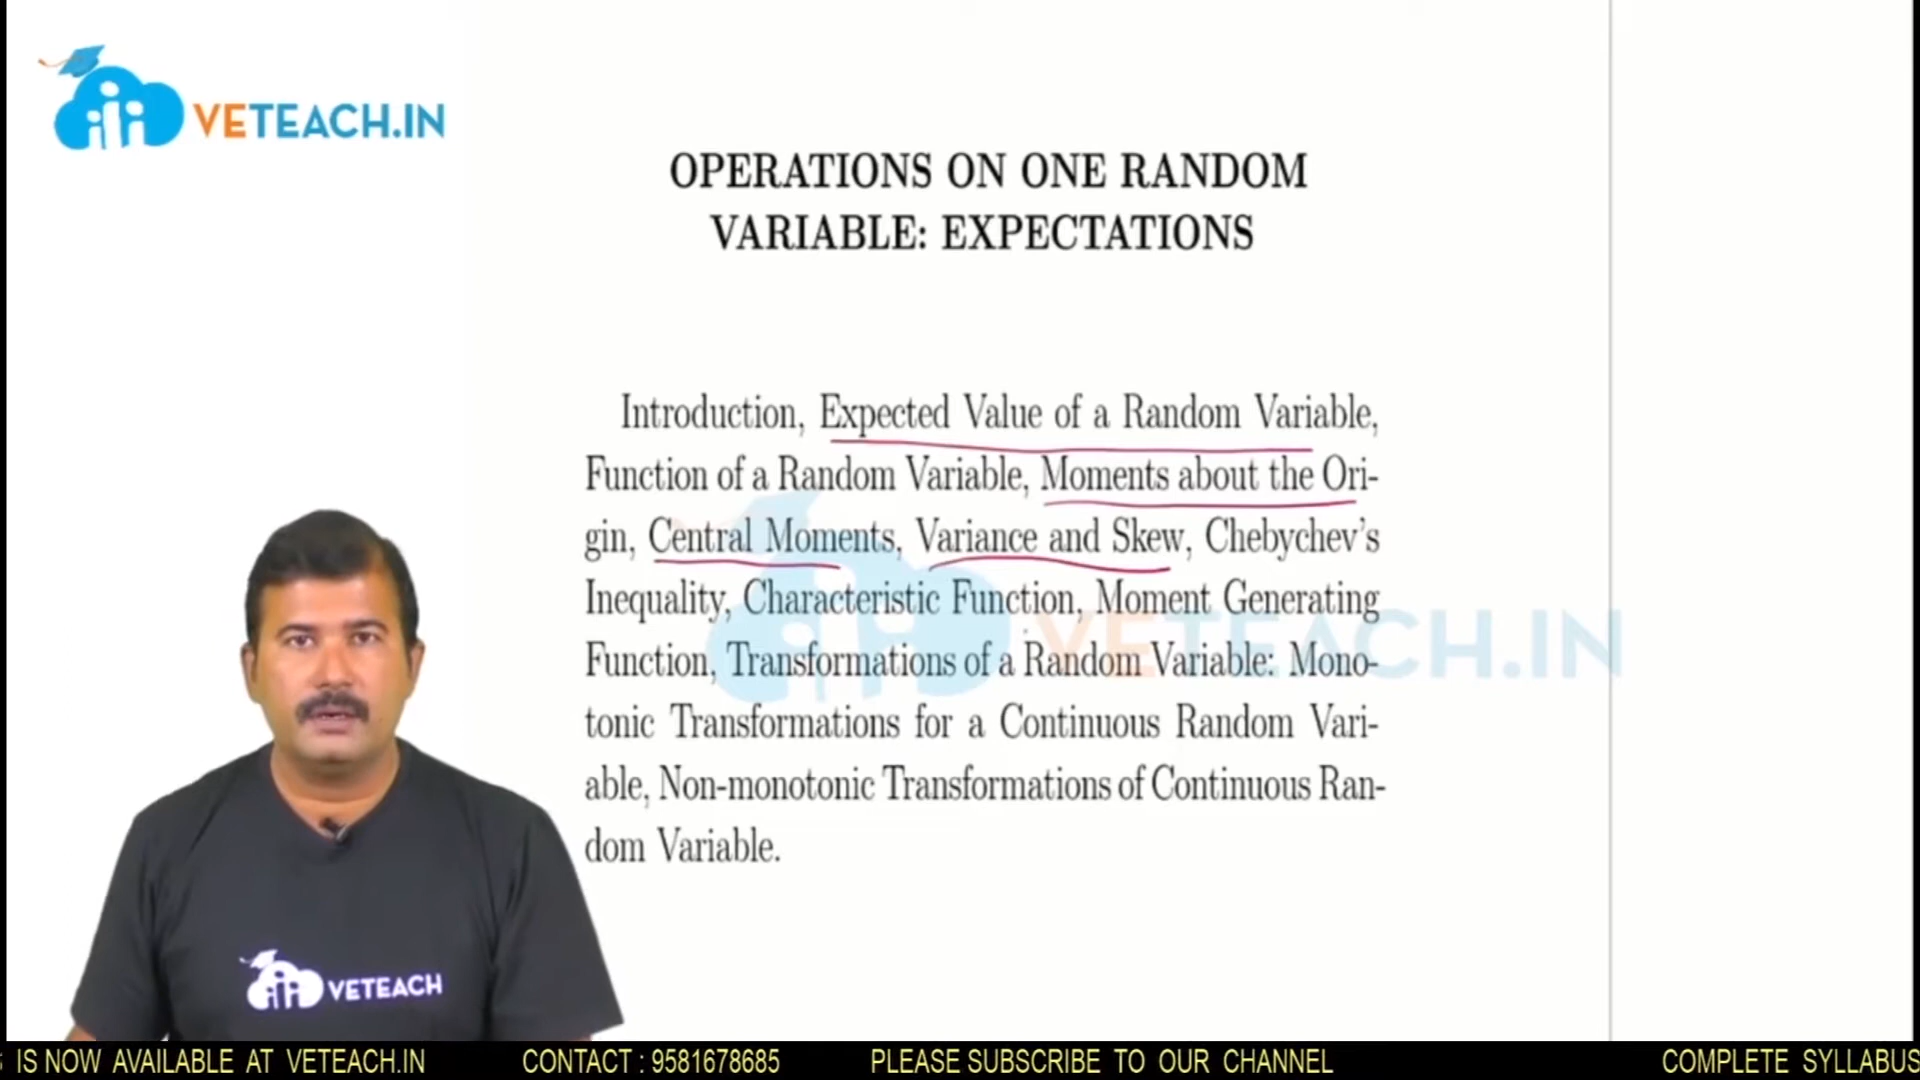 VETEACH.IN
OPERATIONS ON ONE RANDOM
VARIABLE: EXPECTATIONS
Introduction, Expected Value of a Random Variable,
Function of a Random Variable, Moments about the Ori-
gin, Central Moments, Variance and Skew, Chebychev's
Inequality, Characteristic Function, Moment Generating
Function, Transformations of a Random Variable: Mono-
tonic Transformations for a Continuous Random Vari-
able, Non-monotonic Transformations of Continuous Ran-
dom Variable.
VETEACH.IN
VETEACH
IS NOW AVAILABLE AT VETEACH.IN CONTACT : 9581678685 PLEASE SUBSCRIBE TO OUR CHANNEL COMPLETE SYLLABUS